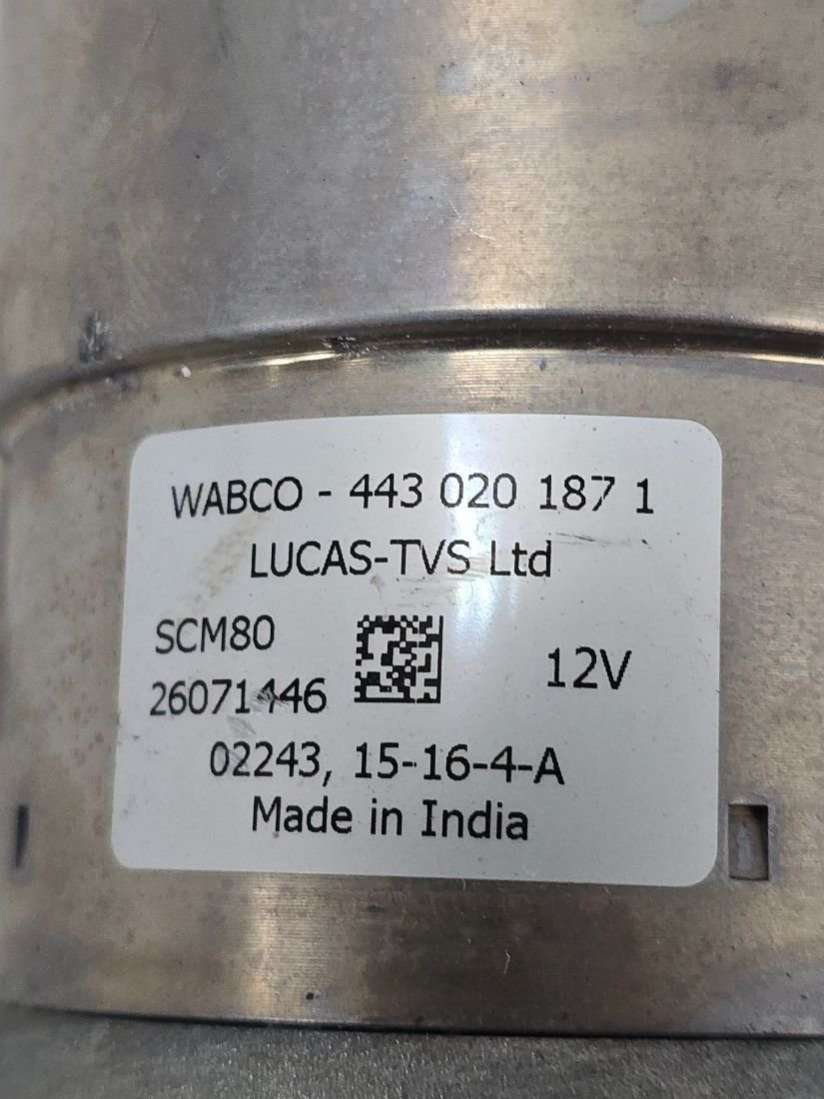 WABCO - 443 020 187 1
LUCAS-TVS Ltd
SCM80
12V
26071446
02243, 15-16-4-A
Made in India